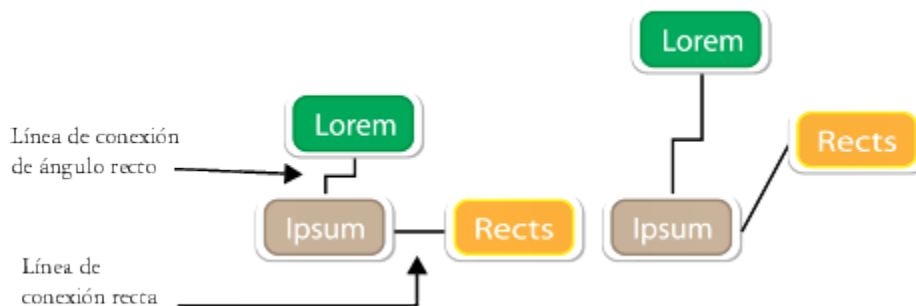 Lorem
Lorem
Línea de conexión
de ángulo recto
Rects
Ipsum
Rects
Ipsum
Línea de
conexión recta